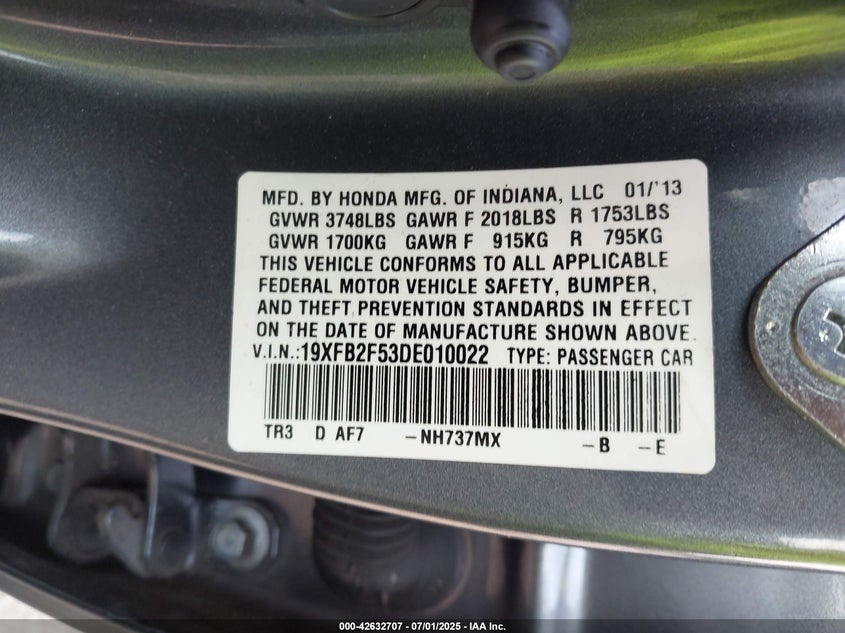 MFD. BY HONDA MFG. OF INDIANA, LLC 01/'13
GVWR 3748LBS GAWR F 2018LBS R 1753LBS
GVWR 1700KG GAWR F 915KG R 795KG
THIS VEHICLE CONFORMS TO ALL APPLICABLE
FEDERAL MOTOR VEHICLE SAFETY, BUMPER,
AND THEFT PREVENTION STANDARDS IN EFFECT
ON THE DATE OF MANUFACTURE SHOWN ABOVE.
V.I.N.:19XFB2F53DE010022 TYPE: PASSENGER CAR
TR3 D AF7 -NH737MX -B -E
000-42632707 - 07/01/2025 - IAA Inc.